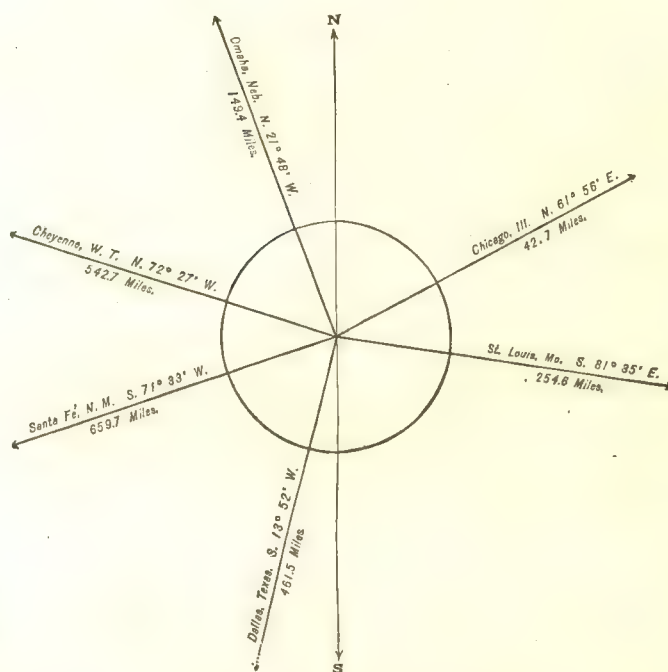 N
Omaha, Neb. N. 21° 48' W.
149.4 Miles.
Chicago, Ill. N. 61° 56' E.
42.7 Miles.
Cheyenne, W. T. N. 72° 27' W.
542.7 Miles.
St. Louis, Mo. S. 81° 35' E.
254.6 Miles.
Santa Fé, N. M. S. 71° 33' W.
659.7 Miles.
Dallas, Texas. S. 13° 52' W.
461.5 Miles
S